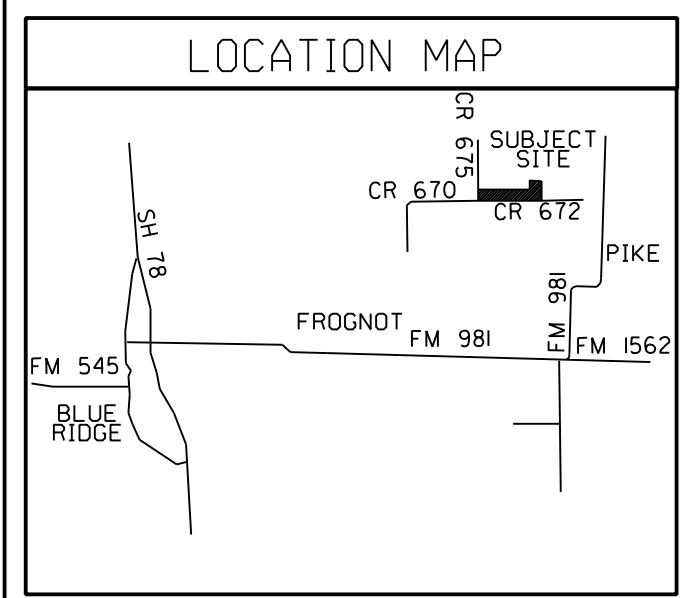 LOCATION MAP
CR 675
SUBJECT
SITE
CR 670
CR 672
SH 78
PIKE
FM 981
FROGNOT
FM 981
FM 1562
FM 545
BLUE
RIDGE